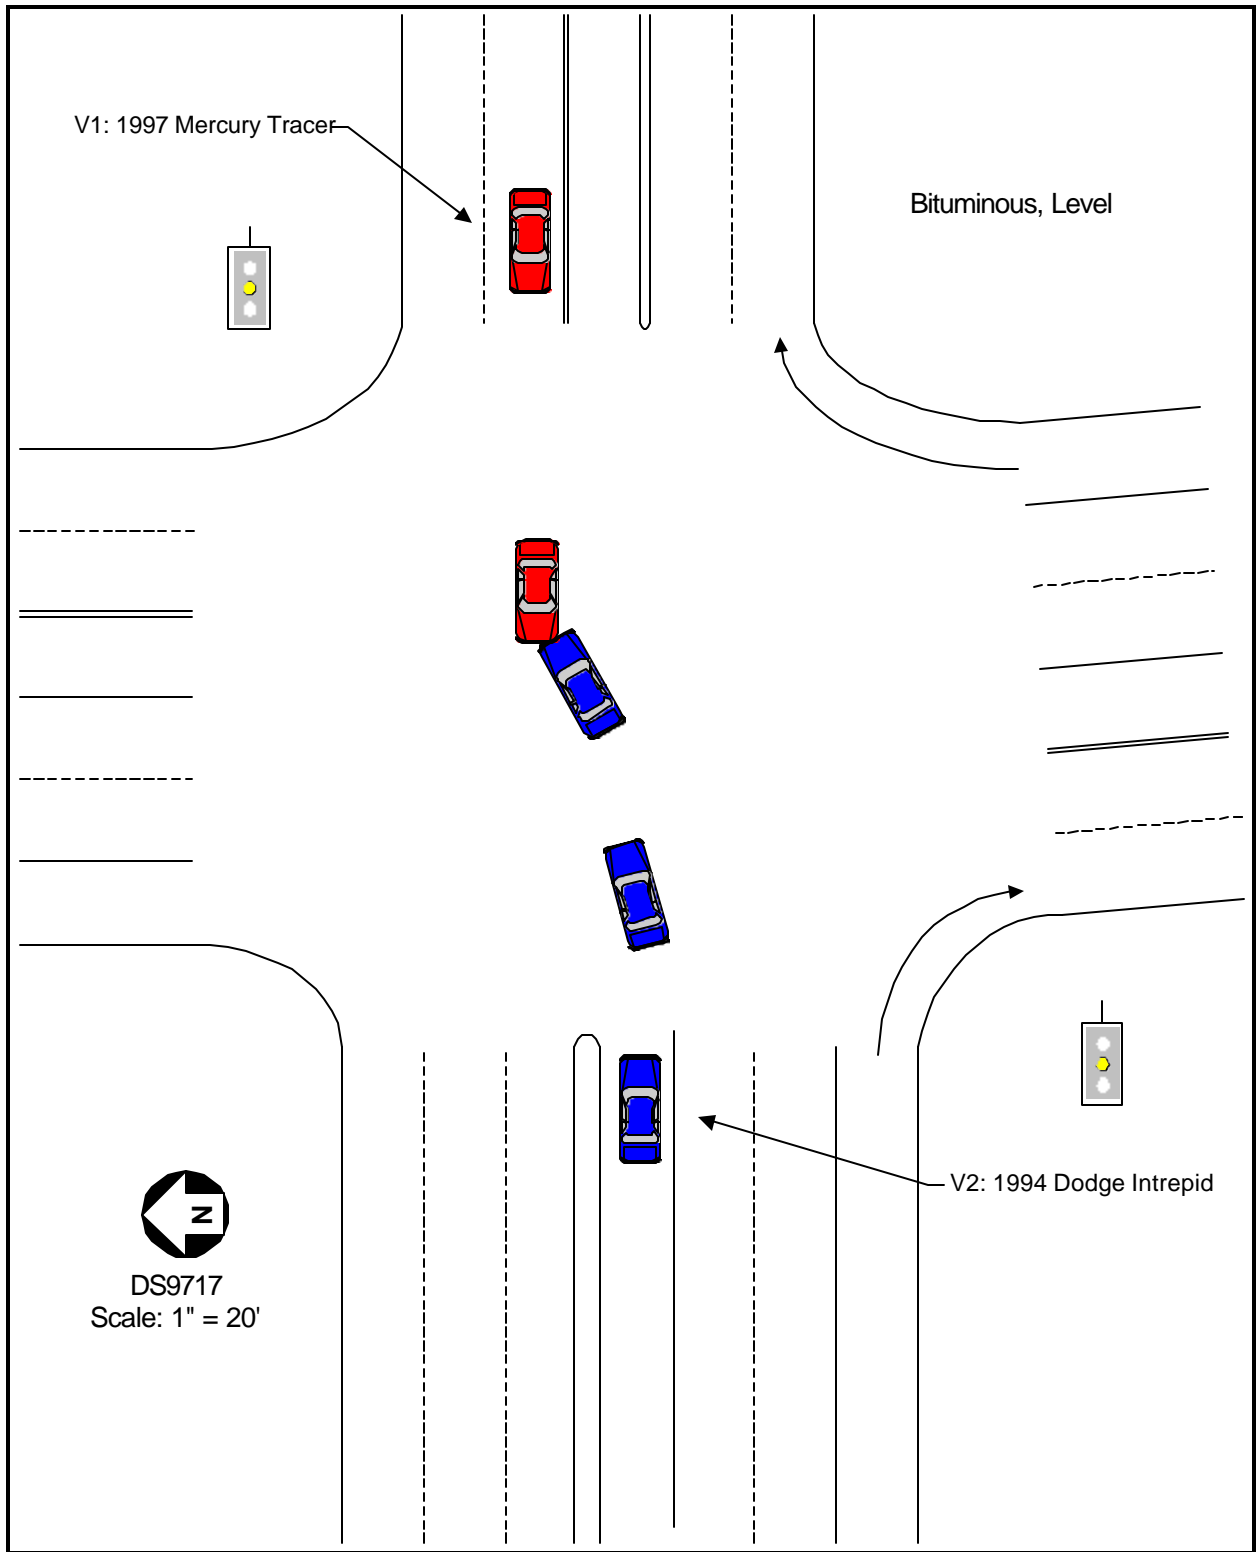 V1: 1997 Mercury Tracer
Bituminous, Level
V2: 1994 Dodge Intrepid
N
DS9717
Scale: 1" = 20'